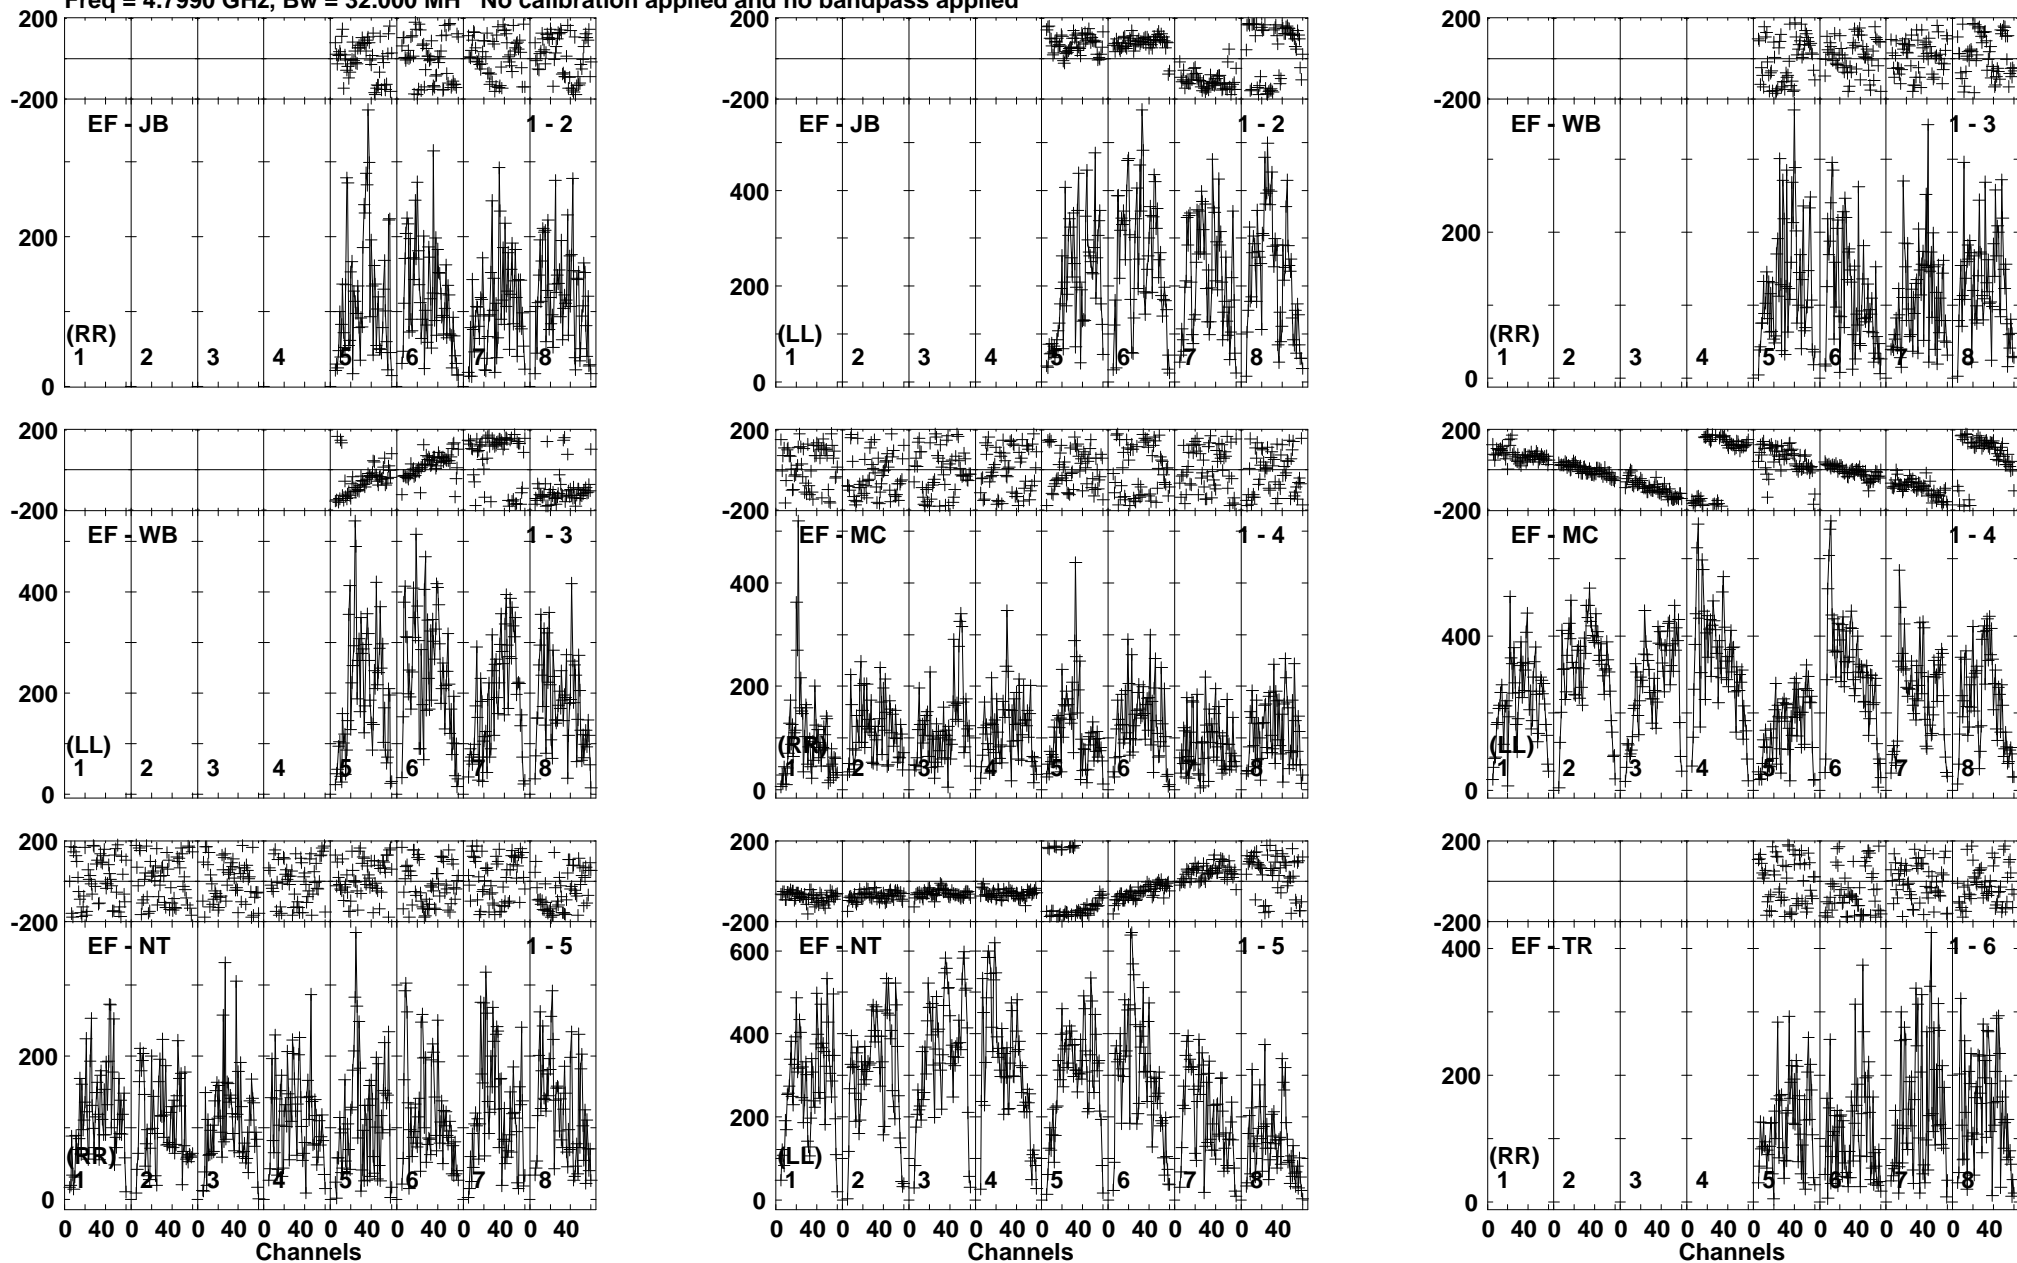 Freq = 4.7990 GHz, Bw = 32.000 MH No calibration applied and no bandpass applied
200 200 200
-200 -200 -200
EF - JB 1 - 2 EF - JB 1 - 2 EF - WB 1 - 3
400
200 200 200
(RR) (LL) (RR)
1 2 3 4 5 6 7 8 1 2 3 4 5 6 7 8 1 2 3 4 5 6 7 8
0 0 0
200 200 200
-200 -200 -200
EF - WB 1 - 3 EF - MC 1 - 4 EF - MC 1 - 4
400 400 400
200 200
(LL) (RR) (LL)
1 2 3 4 5 6 7 8 1 2 3 4 5 6 7 8 1 2 3 4 5 6 7 8
0 0 0
200 200 200
-200 -200 -200
EF - NT 1 - 5 EF - NT 1 - 5 EF - TR 1 - 6
600 400
400
200 200 200
(RR) (LL) (RR)
1 2 3 4 5 6 7 8 1 2 3 4 5 6 7 8 1 2 3 4 5 6 7 8
0 0 0
0 40 0 40 0 40 0 40 0 40 0 40 0 40 0 40 0 40 0 40 0 40 0 40 0 40 0 40 0 40 0 40 0 40 0 40 0 40 0 40 0 40 0 40 0 40 0 40
Channels Channels